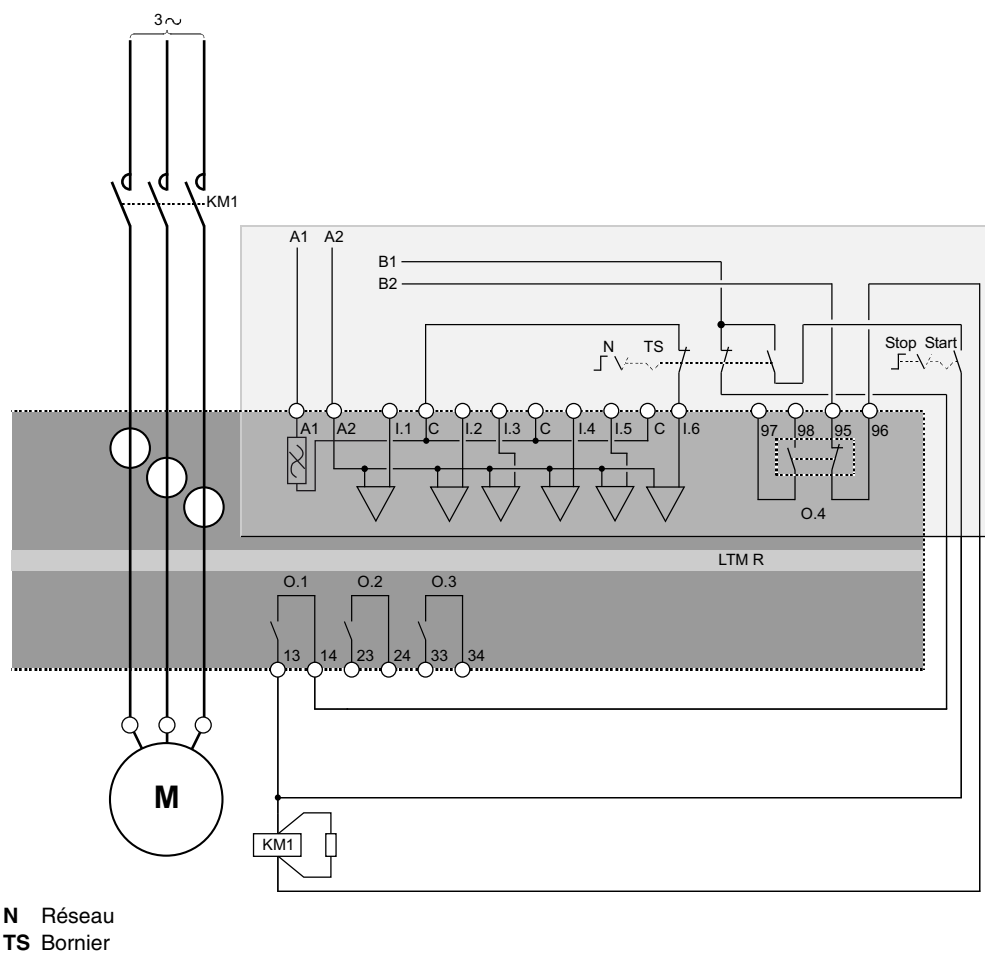 3~
KM1
A1 A2
B1
B2
N TS
Stop Start
A1 A2 I.1 C I.2 I.3 C I.4 I.5 C I.6 97 98 95 96
O.4
LTM R
O.1 O.2 O.3
13 14 23 24 33 34
M
KM1
N Réseau
TS Bornier